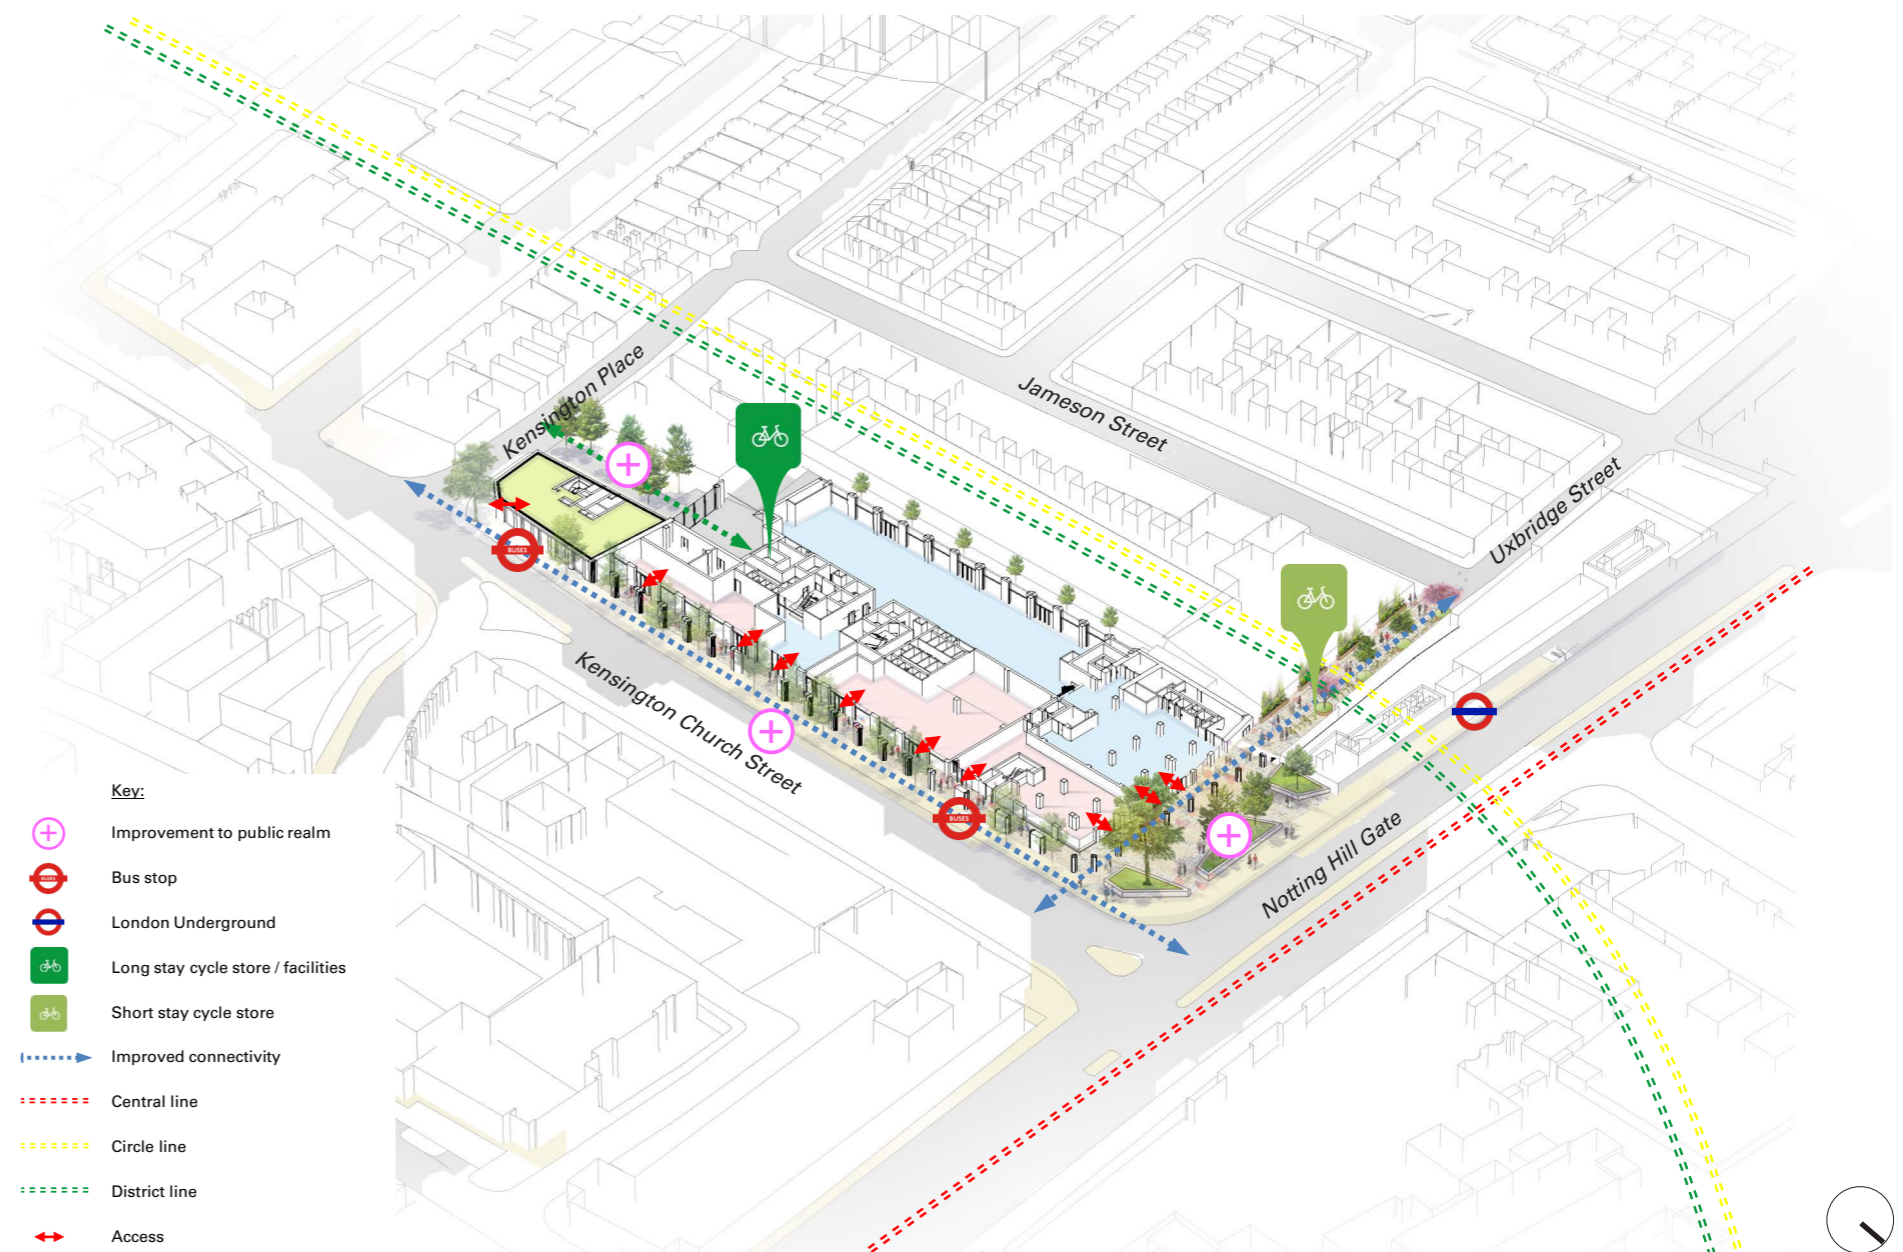 Kensington Place
Jameson Street
Uxbridge Street
BUSES
Kensington Church Street
BUSES
Notting Hill Gate
Key:
Improvement to public realm
BUSES
Bus stop
London Underground
Long stay cycle store / facilities
Short stay cycle store
Improved connectivity
Central line
Circle line
District line
Access